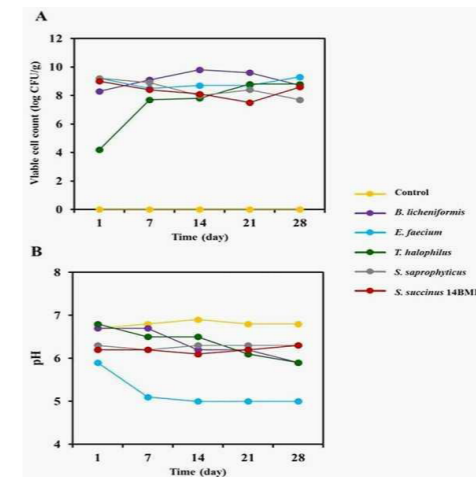 A
Viable cell count (log CFU/g)
12
10
8
6
4
2
0
1 7 14 21 28
Time (day)
Control
B. licheniformis
E. faecium
T. halophilus
S. saprophyticus
S. succinus 14BMI
B
pH
8
7
6
5
4
1 7 14 21 28
Time (day)